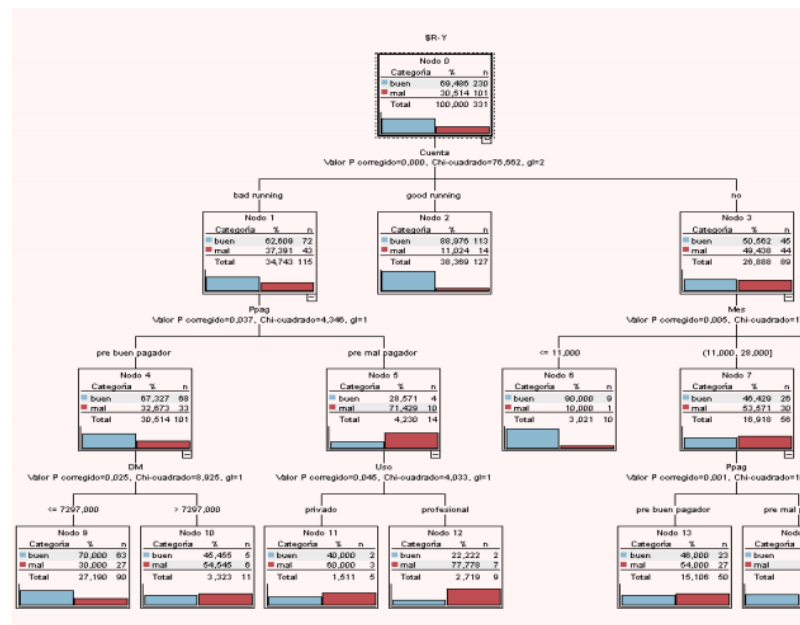 $R-Y
Nodo 0
Categoría % n
buen 69,486 230
mal 30,514 101
Total 100,000 331
Cuenta
Valor P corregido=0,000, Chi-cuadrado=76,662, gl=2
bad running
good running
no
Nodo 1
Categoría % n
buen 62,609 72
mal 37,391 43
Total 34,743 115
Nodo 2
Categoría % n
buen 88,976 113
mal 11,024 14
Total 38,369 127
Nodo 3
Categoría % n
buen 50,562 45
mal 49,438 44
Total 26,888 89
Ppag
Valor P corregido=0,037, Chi-cuadrado=4,346, gl=1
Mes
Valor P corregido=0,005, Chi-cuadrado=1
pre buen pagador
pre mal pagador
<= 11,000
(11,000, 28,000]
Nodo 4
Categoría % n
buen 67,327 68
mal 32,673 33
Total 30,514 101
Nodo 5
Categoría % n
buen 28,571 4
mal 71,429 10
Total 4,230 14
Nodo 6
Categoría % n
buen 90,000 9
mal 10,000 1
Total 3,021 10
Nodo 7
Categoría % n
buen 46,429 26
mal 53,571 30
Total 16,918 56
DM
Valor P corregido=0,025, Chi-cuadrado=8,925, gl=1
Uso
Valor P corregido=0,045, Chi-cuadrado=4,033, gl=1
Ppag
Valor P corregido=0,001, Chi-cuadrado=1
<= 7297,000
> 7297,000
privado
profesional
pre buen pagador
pre mal
Nodo 9
Categoría % n
buen 70,000 63
mal 30,000 27
Total 27,190 90
Nodo 10
Categoría % n
buen 45,455 5
mal 54,545 6
Total 3,323 11
Nodo 11
Categoría % n
buen 40,000 2
mal 60,000 3
Total 1,511 5
Nodo 12
Categoría % n
buen 22,222 2
mal 77,778 7
Total 2,719 9
Nodo 13
Categoría % n
buen 46,000 23
mal 54,000 27
Total 15,106 50
Categoría
buen
mal
Total